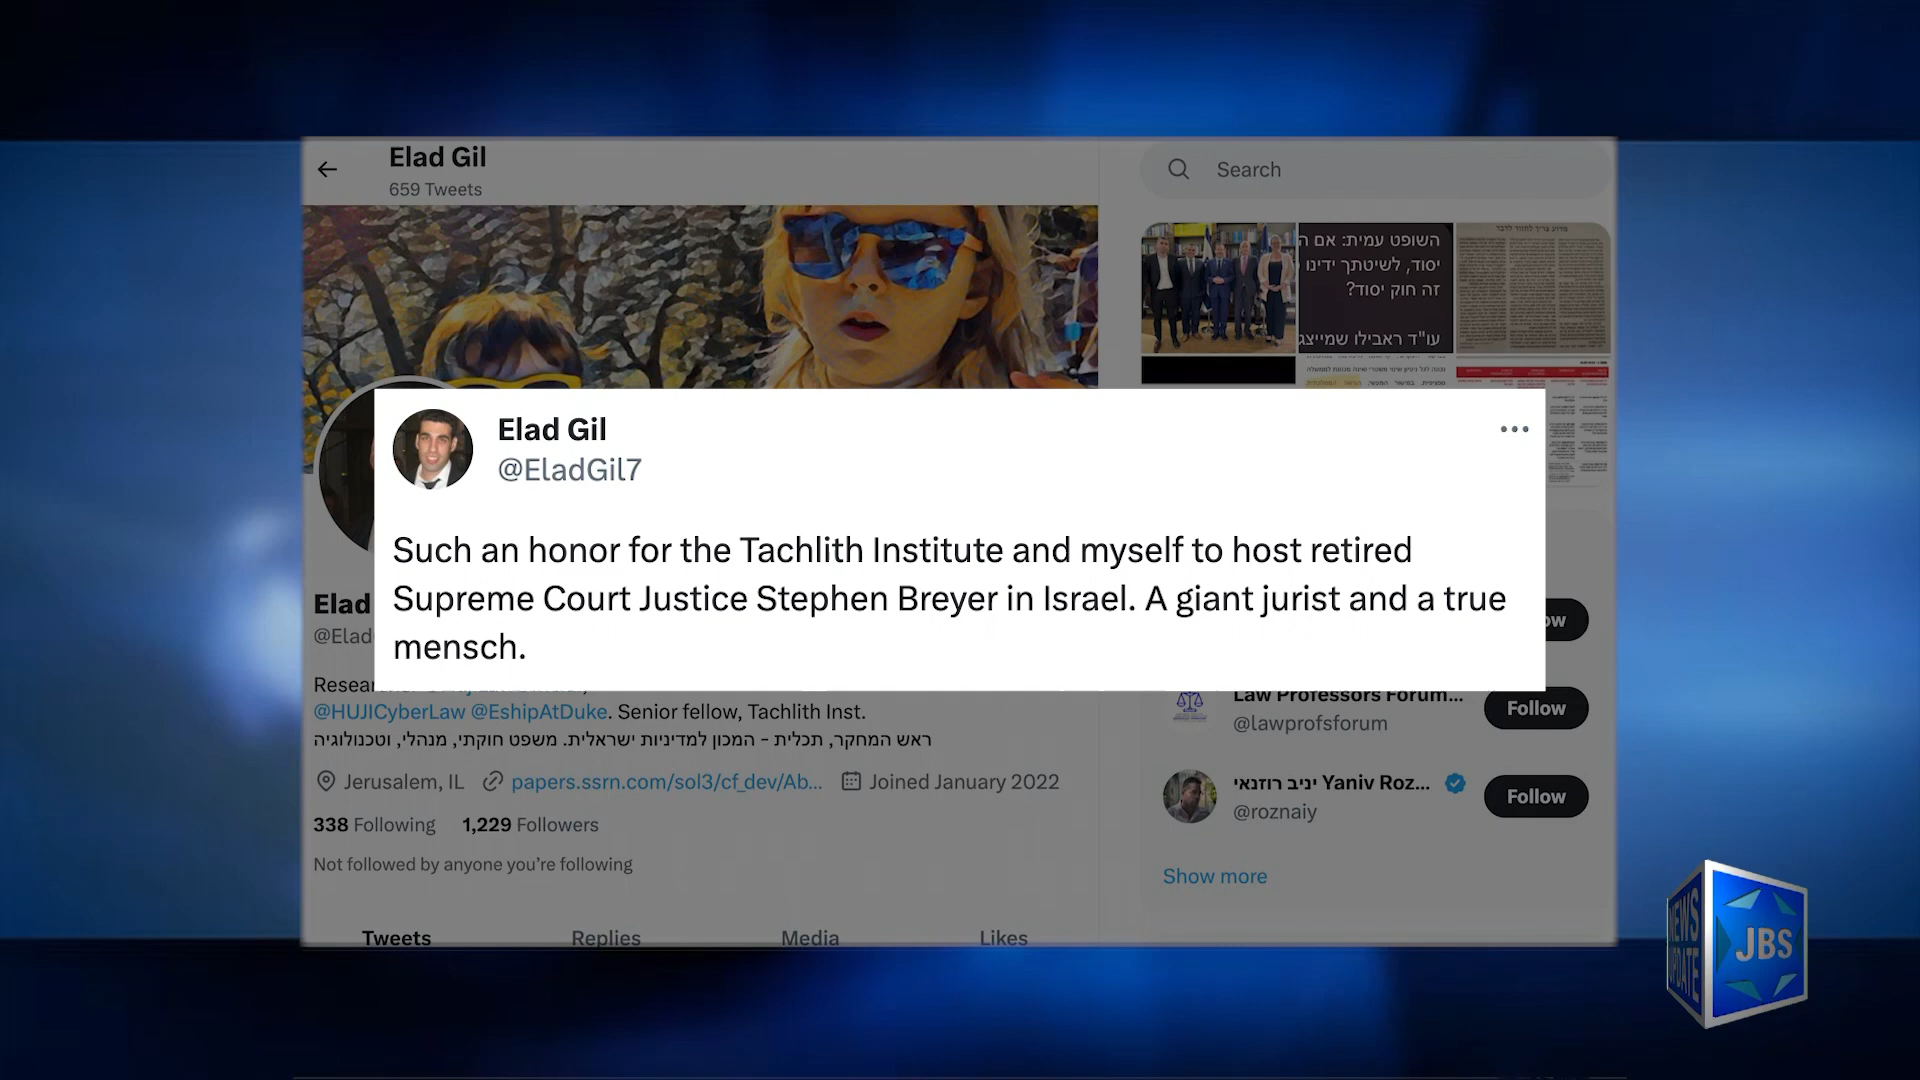 Elad Gil
659 Tweets
Search
השופט עמית: אם ה
יסוד, לשיטתך ידינו
זה חוק יסוד?
עו"ד ראבילו שמייצג
Elad Gil
@EladGil7
Such an honor for the Tachlith Institute and myself to host retired
Supreme Court Justice Stephen Breyer in Israel. A giant jurist and a true
mensch.
Elad
@Elad
@HUJICyberLaw @EshipAtDuke. Senior fellow, Tachlith Inst.
ראש המחקר, תכלית - המכון למדיניות ישראלית. משפט חוקתי, מנהלי, וטכנולוגיה
Jerusalem, IL papers.ssrn.com/sol3/cf_dev/Ab... Joined January 2022
338 Following 1,229 Followers
Not followed by anyone you're following
Tweets Replies Media Likes
Law Professors Forum...
@lawprofsforum
Follow
יניב רוזנאי Yaniv Roz...
@roznaiy
Follow
Show more
NEWS UPDATE
JBS